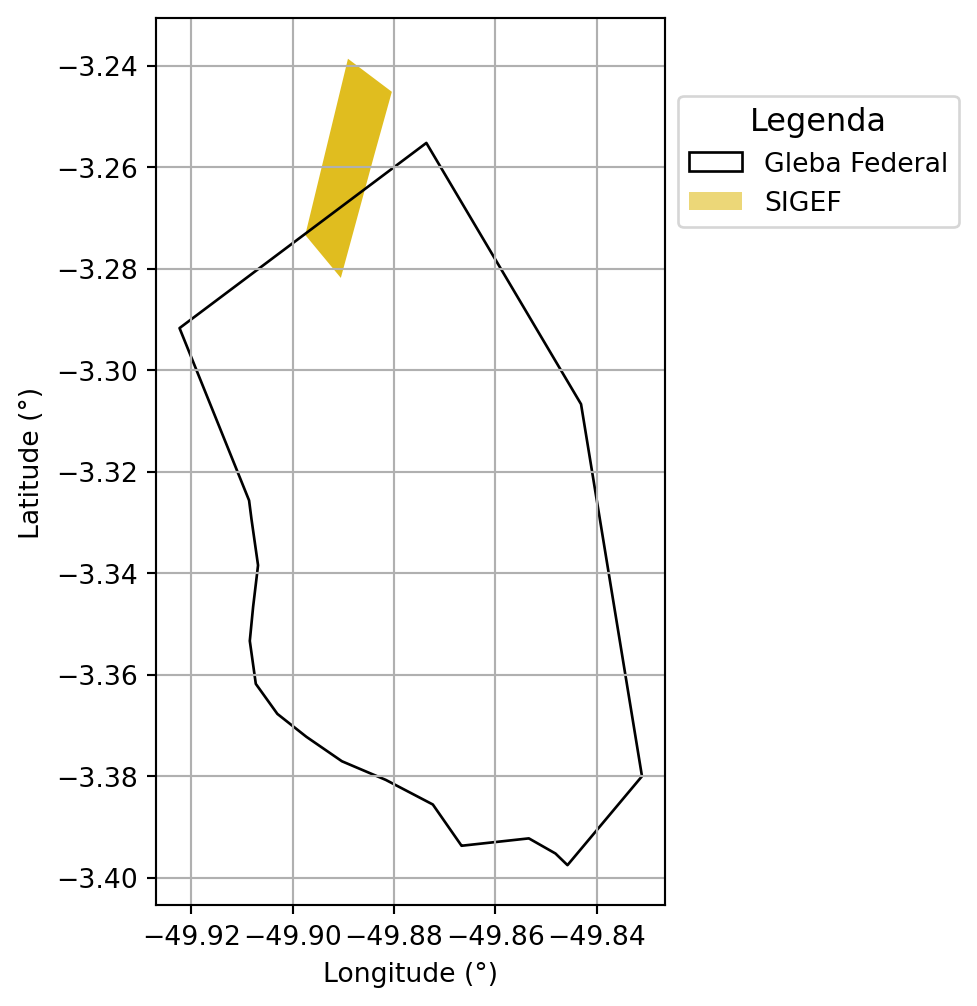 −3.24
−3.26
−3.28
−3.30
−3.32
−3.34
−3.36
−3.38
−3.40
Latitude (°)
−49.92 −49.90 −49.88 −49.86 −49.84
Longitude (°)
Legenda
Gleba Federal
SIGEF